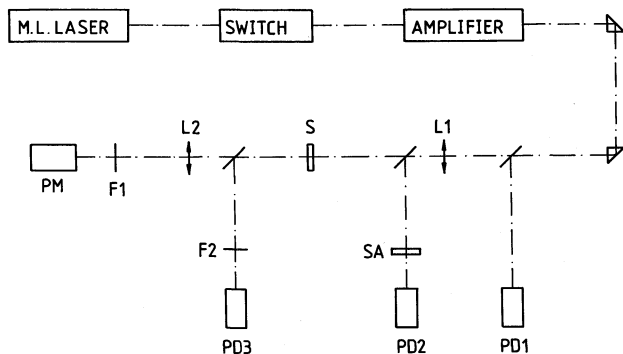 M.L.LASER SWITCH AMPLIFIER
L2 S L1
PM F1
F2 SA
PD3 PD2 PD1